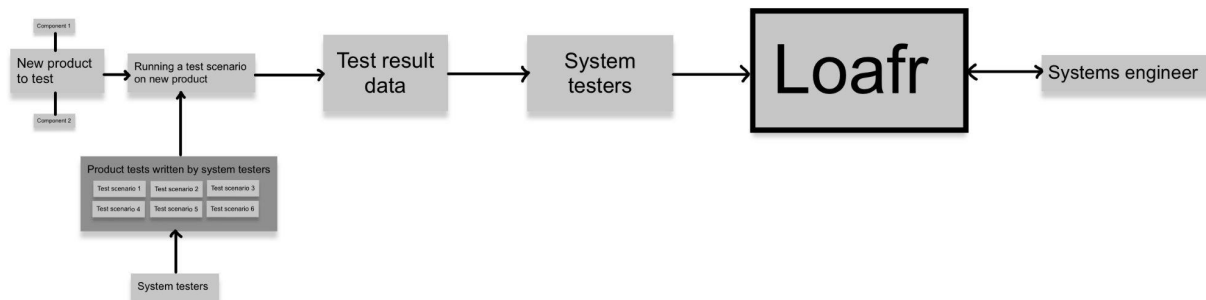 Component 1
New product
to test
Component 2
Running a test scenario
on new product
Test result
data
System
testers
Loafr
Systems engineer
Product tests written by system testers
Test scenario 1
Test scenario 2
Test scenario 3
Test scenario 4
Test scenario 5
Test scenario 6
System testers